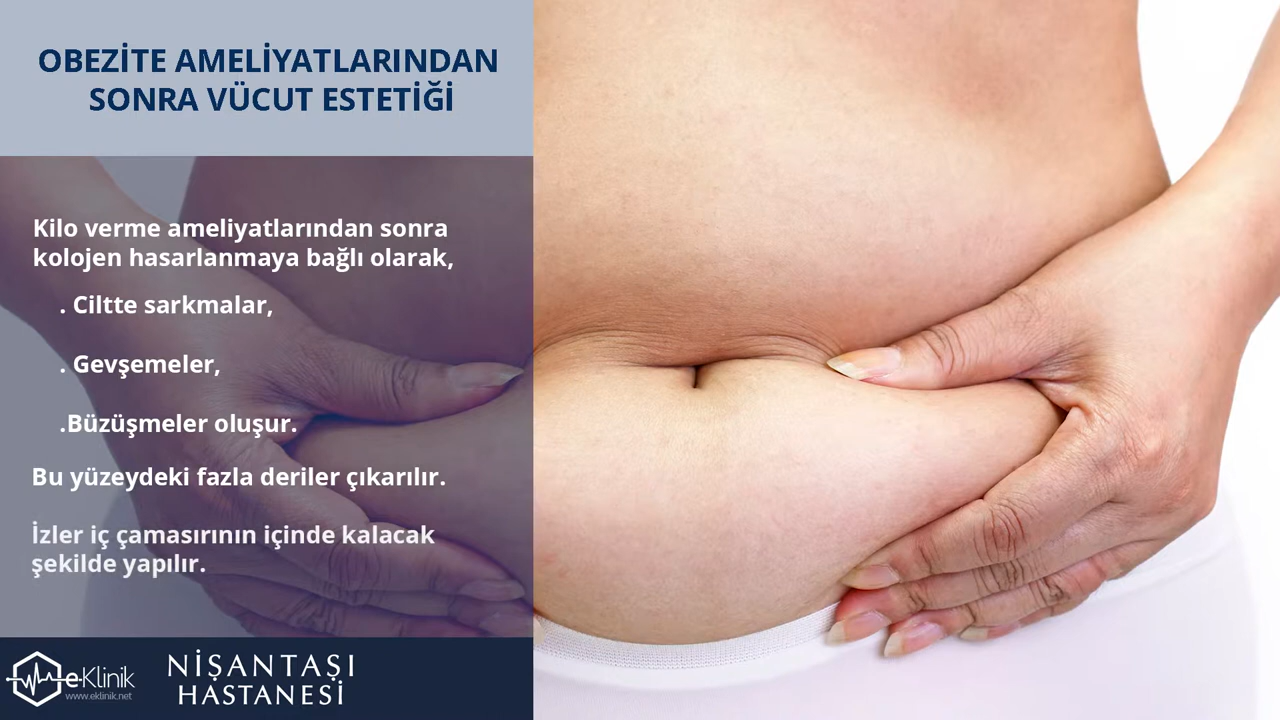 OBEZİTE AMELİYATLARINDAN
SONRA VÜCUT ESTETİĞİ
Kilo verme ameliyatlarından sonra
kolojen hasarlanmaya bağlı olarak,
. Ciltte sarkmalar,
. Gevşemeler,
.Büzüşmeler oluşur.
Bu yüzeydeki fazla deriler çıkarılır.
İzler iç çamasırının içinde kalacak
şekilde yapılır.
e-Klinik
www.eklinik.net
NİŞANTAŞI
HASTANESİ